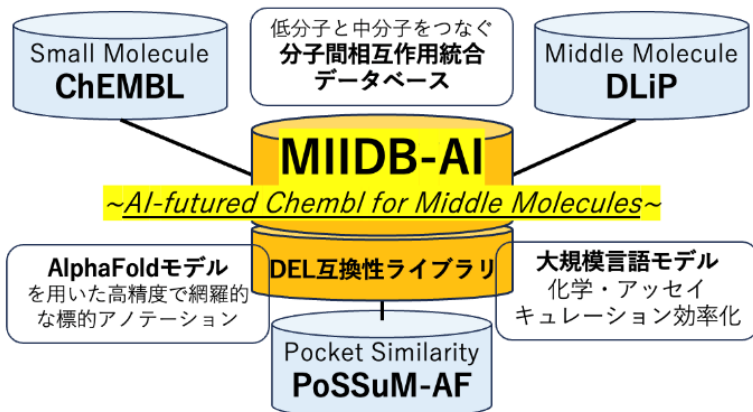 Small Molecule
ChEMBL
低分子と中分子をつなぐ
分子間相互作用統合
データベース
Middle Molecule
DLiP
MIIDB-AI
~AI-futured Chembl for Middle Molecules~
AlphaFoldモデル
を用いた高精度で網羅的
な標的アノテーション
DEL互換性ライブラリ
大規模言語モデル
化学・アッセイ
キュレーション効率化
Pocket Similarity
PoSSuM-AF